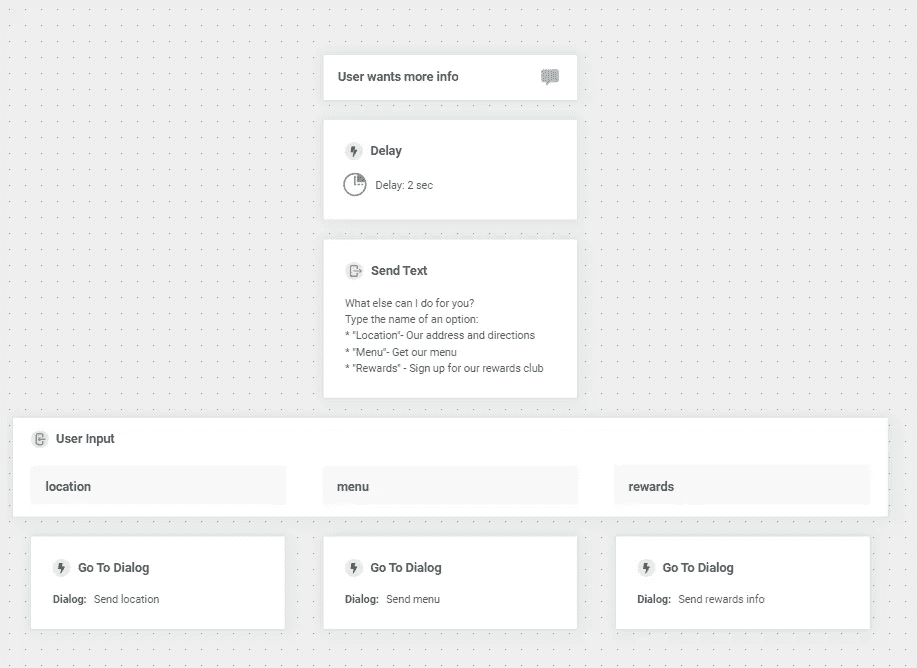 User wants more info
Delay
Delay: 2 sec
Send Text
What else can I do for you?
Type the name of an option:
* "Location"- Our address and directions
* "Menu"- Get our menu
* "Rewards" - Sign up for our rewards club
User Input
location
menu
rewards
Go To Dialog
Dialog: Send location
Go To Dialog
Dialog: Send menu
Go To Dialog
Dialog: Send rewards info